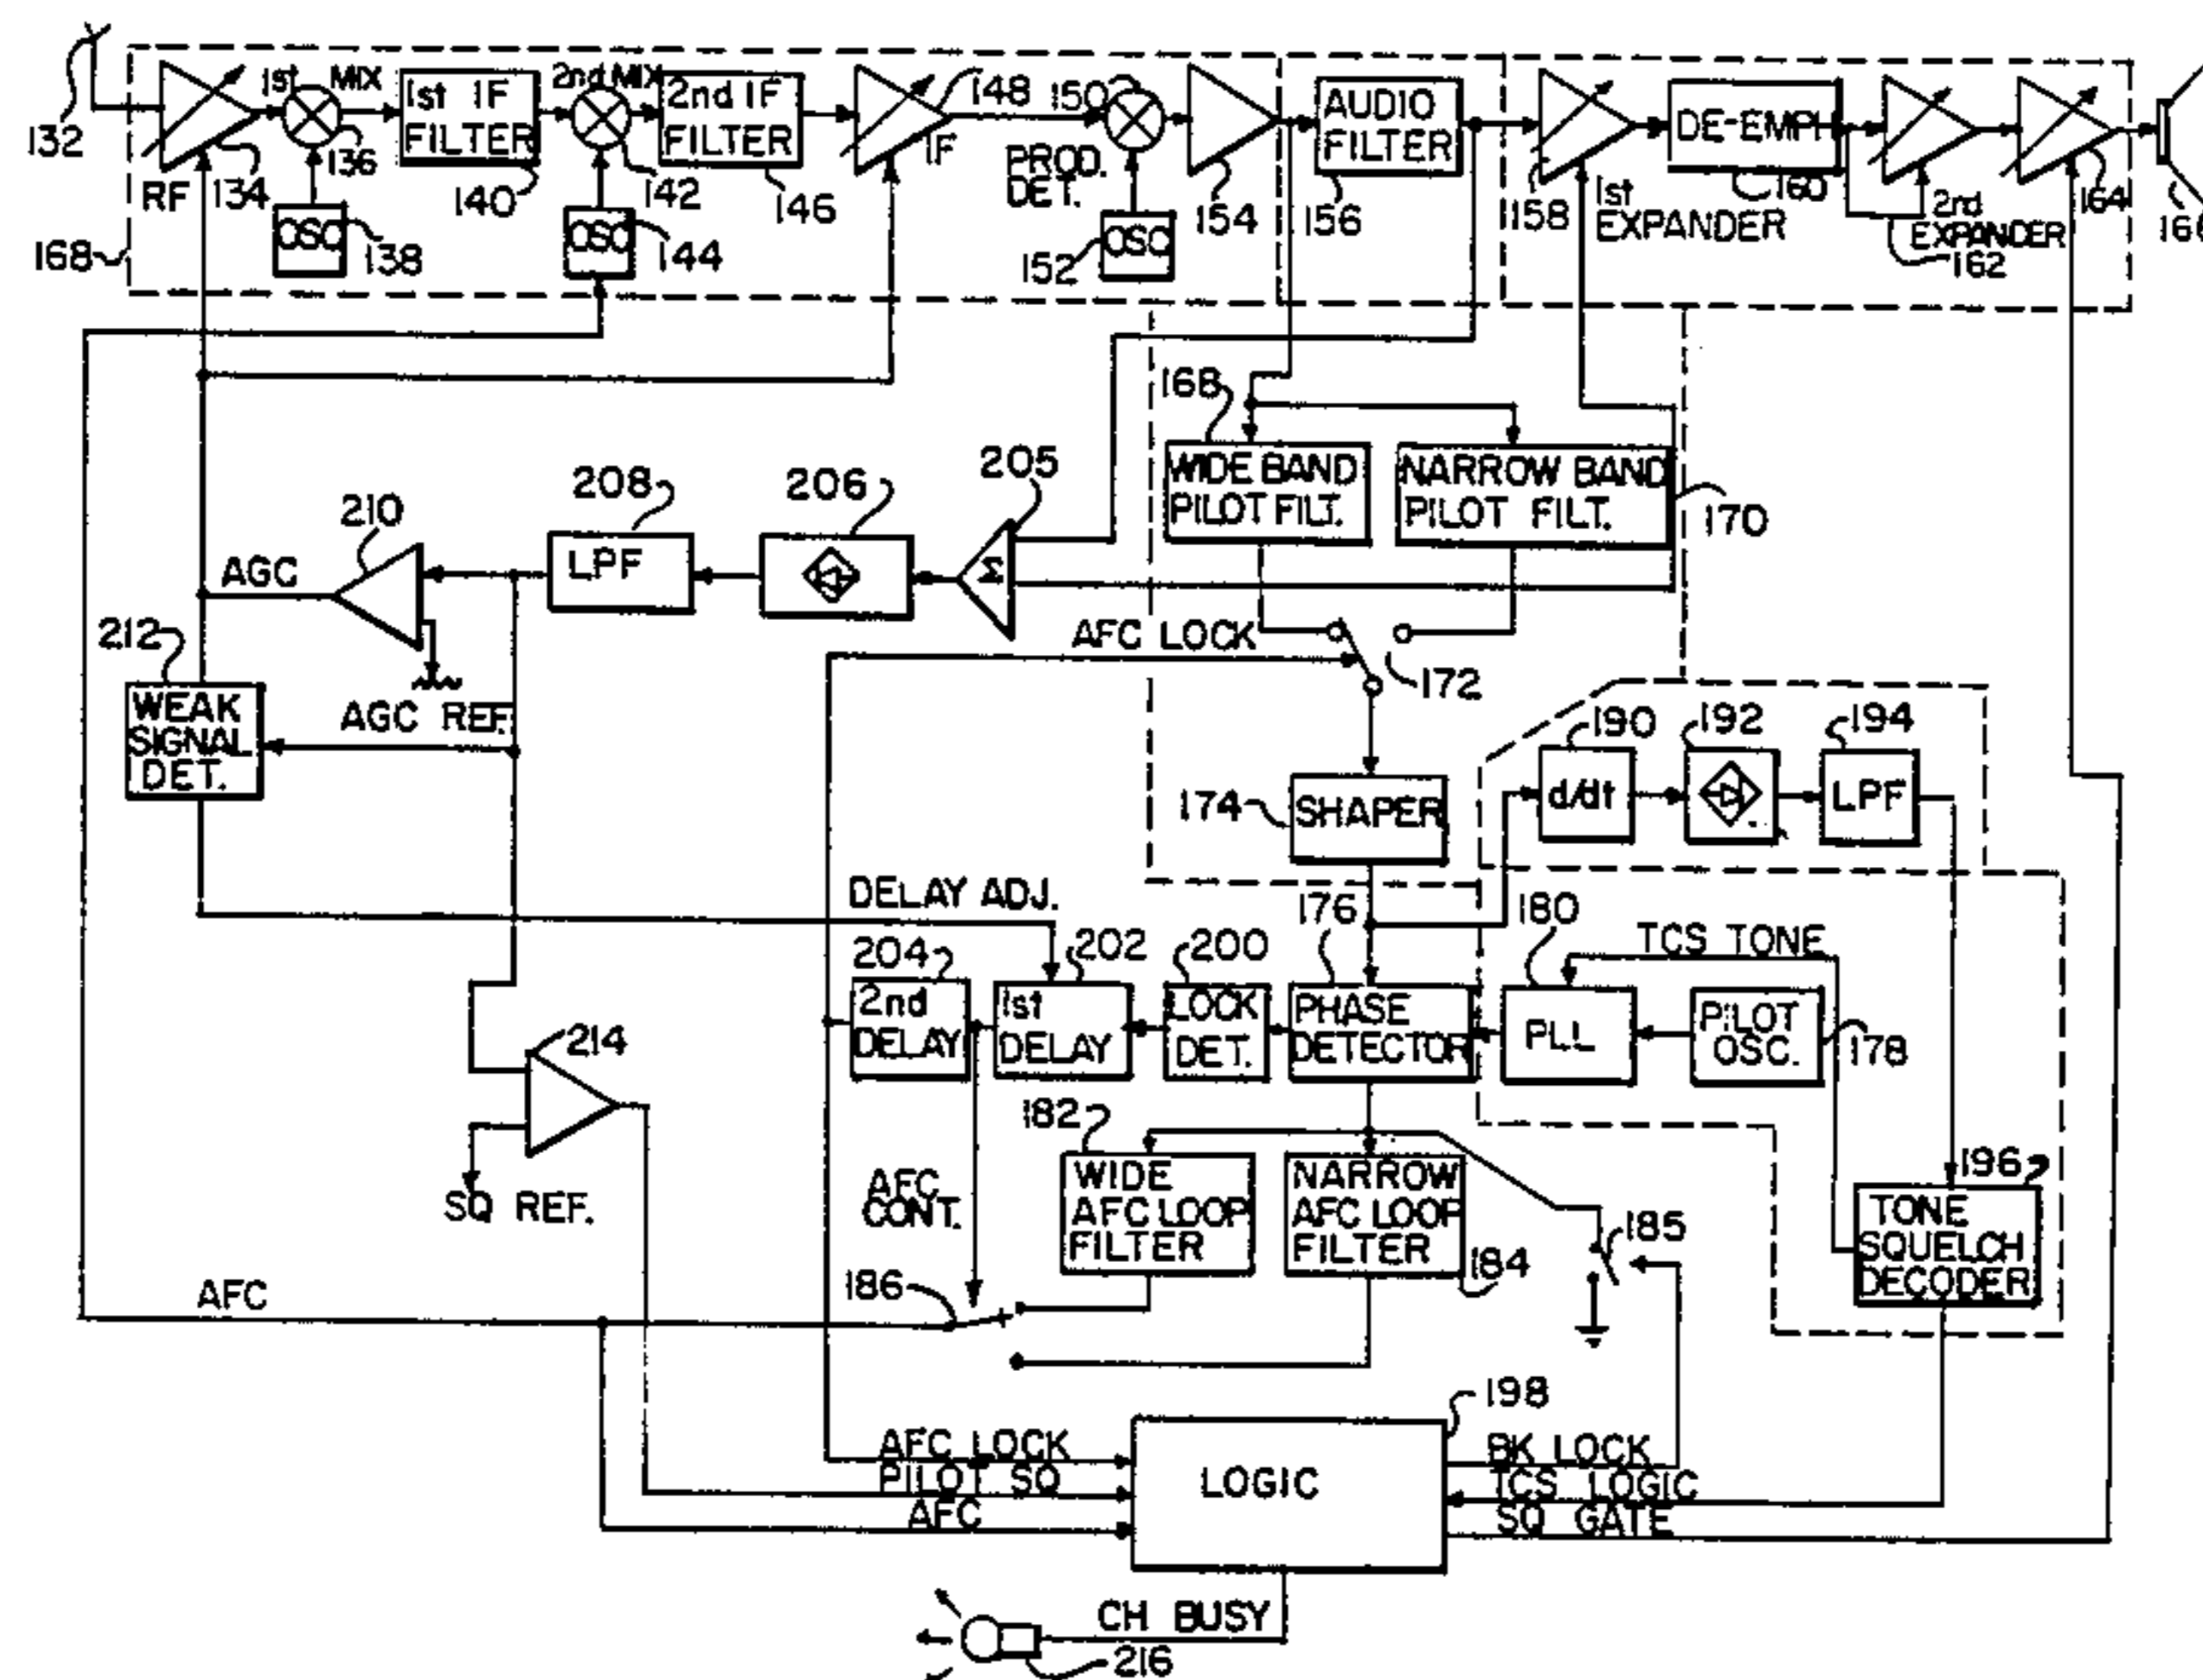 132
168
RF
134
1st MIX
136
OSC
138
1st IF
FILTER
140
2nd MIX
142
OSC
144
2nd IF
FILTER
146
148
IF
150
PROD.
DET.
OSC
152
154
AUDIO
FILTER
156
158
1st
EXPANDER
DE-EMPH
160
2nd
EXPANDER
162
164
168
WIDE BAND
PILOT FILT.
NARROW BAND
PILOT FILT.
170
205
Σ
206
208
LPF
210
AGC
212
WEAK
SIGNAL
DET.
AGC REF.
AFC LOCK
172
174
SHAPER
190
d/dt
192
194
LPF
DELAY ADJ.
176
180
TCS TONE
204
2nd
DELAY
202
1st
DELAY
200
LOCK
DET.
PHASE
DETECTOR
PLL
PILOT
OSC.
178
214
SQ REF.
182
WIDE
AFC LOOP
FILTER
NARROW
AFC LOOP
FILTER
184
185
196
TONE
SQUELCH
DECODER
AFC
CONT.
186
AFC
198
AFC LOCK
PILOT SQ
AFC
LOGIC
BK LOCK
TCS LOGIC
SQ GATE
CH BUSY
216